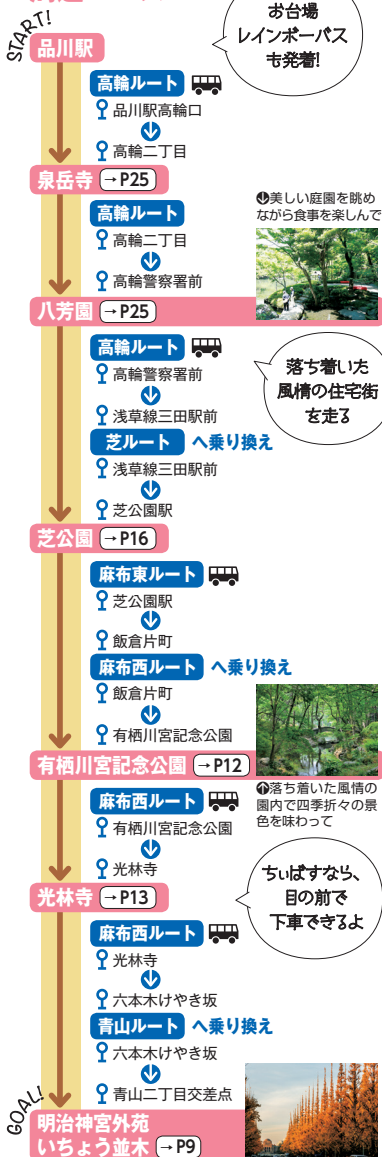 START!
お台場
レインボーバス
も発着!
品川駅
高輪ルート
品川駅高輪口
高輪二丁目
泉岳寺 →P25
高輪ルート
高輪二丁目
高輪警察署前
美しい庭園を眺め
ながら食事を楽しんで
八芳園 →P25
高輪ルート
高輪警察署前
浅草線三田駅前
落ち着いた
風情の住宅街
を走る
芝ルート へ乗り換え
浅草線三田駅前
芝公園駅
芝公園 →P16
麻布東ルート
芝公園駅
飯倉片町
麻布西ルート へ乗り換え
飯倉片町
有栖川宮記念公園
有栖川宮記念公園 →P12
落ち着いた風情の
園内で四季折々の景
色を味わって
麻布西ルート
有栖川宮記念公園
光林寺
光林寺 →P13
ちぃばすなら、
目の前で
下車できるよ
麻布西ルート
光林寺
六本木けやき坂
青山ルート へ乗り換え
六本木けやき坂
青山二丁目交差点
GOAL!
明治神宮外苑
いちょう並木 →P9